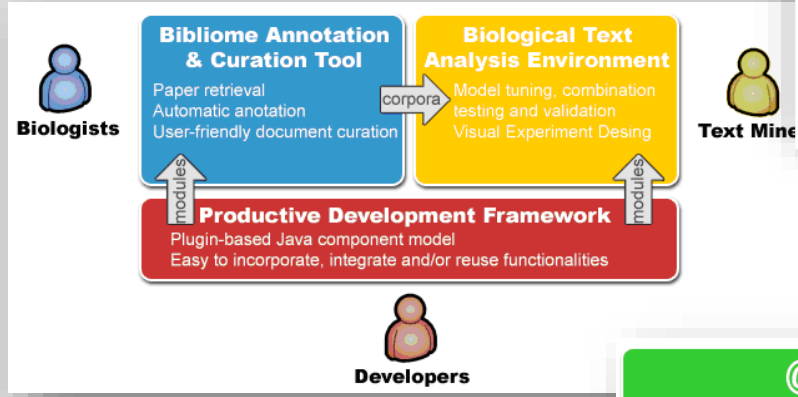 Bibliome Annotation
& Curation Tool
Paper retrieval
Automatic anotation
User-friendly document curation
corpora
Biological Text
Analysis Environment
Model tuning, combination
testing and validation
Visual Experiment Desing
Biologists
Text Mine
modules
modules
Productive Development Framework
Plugin-based Java component model
Easy to incorporate, integrate and/or reuse functionalities
Developers
@